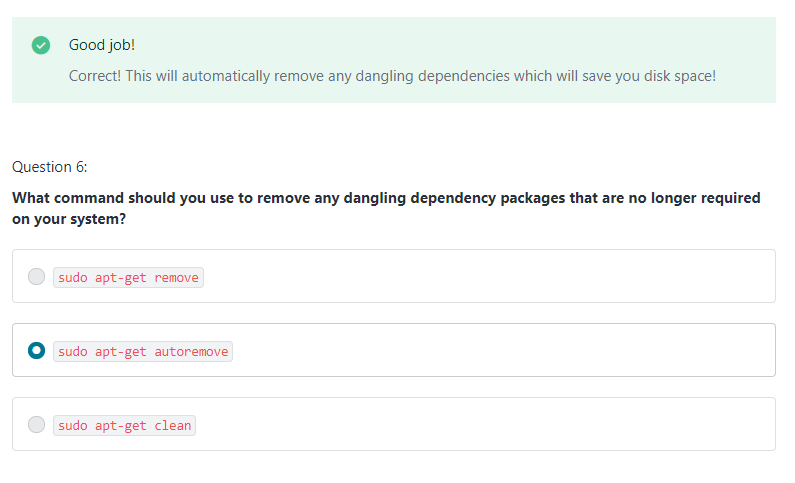 Good job!
Correct! This will automatically remove any dangling dependencies which will save you disk space!
Question 6:
What command should you use to remove any dangling dependency packages that are no longer required
on your system?
sudo apt-get remove
sudo apt-get autoremove
sudo apt-get clean